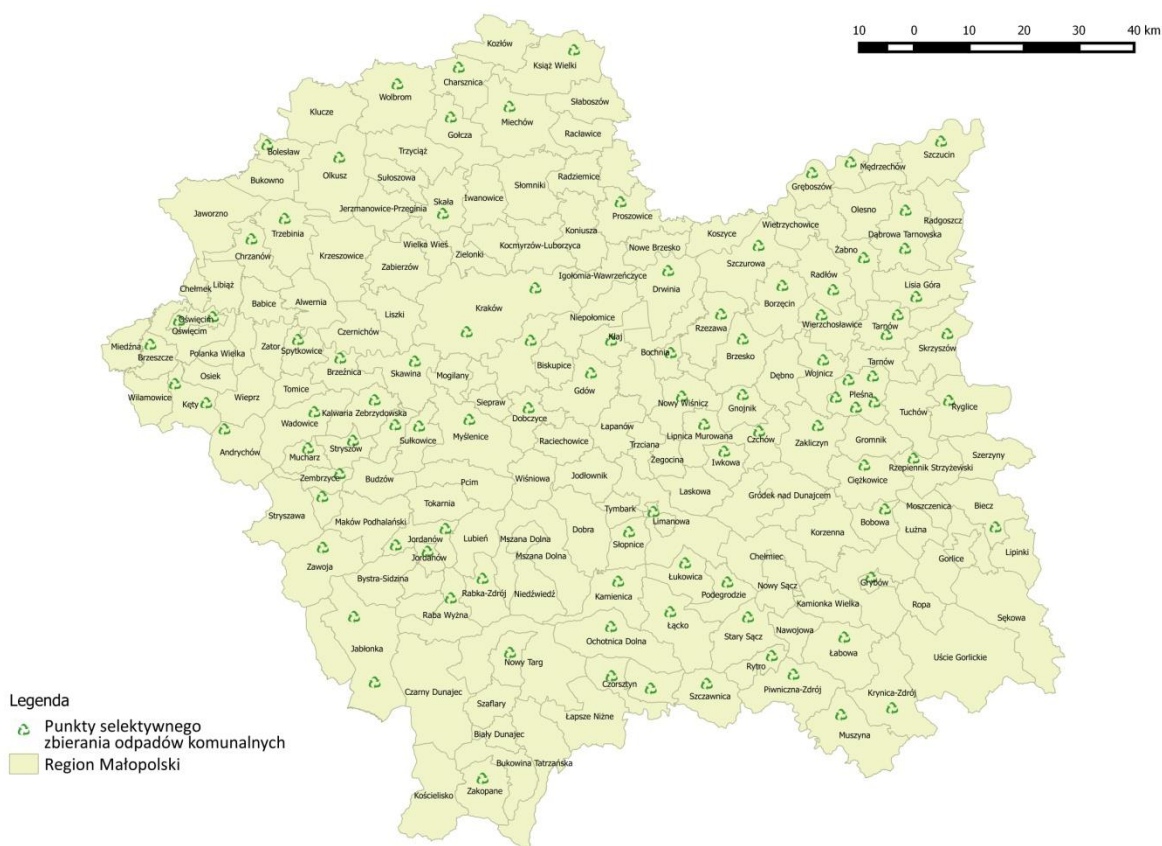 10 0 10 20 30 40 km
Kozłów
Książ Wielki
Charsznica
Wolbrom
Słaboszów
Miechów
Klucze
Gołcza
Racławice
Szczucin
Bolesław
Trzyciąż
Mędrzechów
Olkusz
Sułoszowa
Radziemice
Gręboszów
Bukowno
Słomniki
Iwanowice
Skała
Jerzmanowice-Przeginia
Proszowice
Olesno
Jaworzno
Radgoszcz
Trzebinia
Koniusza
Koszyce
Wietrzychowice
Dąbrowa Tarnowska
Wielka Wieś
Kocmyrzów-Luborzyca
Nowe Brzesko
Chrzanów
Krzeszowice
Zielonki
Żabno
Zabierzów
Szczurowa
Igołomia-Wawrzeńczyce
Radłów
Libiąż
Chełmek
Drwinia
Lisia Góra
Babice
Alwernia
Borzęcin
Kraków
Liszki
Niepołomice
Rzezawa
Oświęcim
Oświęcim
Czernichów
Wierzchosławice
Tarnów
Kłaj
Miedźna
Zator
Spytkowice
Brzesko
Skrzyszów
Brzeszcze
Polanka Wielka
Bochnia
Biskupice
Brzeźnica
Skawina
Mogilany
Tarnów
Osiek
Dębno
Wojnicz
Tomice
Gdów
Wilamowice
Wieprz
Pleśna
Kęty
Siepraw
Nowy Wiśnicz
Gnojnik
Ryglice
Wadowice
Kalwaria Zebrzydowska
Dobczyce
Tuchów
Myślenice
Łapanów
Sułkowice
Lipnica Murowana
Czchów
Zakliczyn
Raciechowice
Trzciana
Gromnik
Stryszów
Andrychów
Iwkowa
Szerzyny
Mucharz
Żegocina
Rzepiennik Strzyżewski
Zembrzyce
Budzów
Wiśniowa
Jodłownik
Ciężkowice
Pcim
Laskowa
Gródek nad Dunajcem
Tokarnia
Moszczenica
Biecz
Stryszawa
Tymbark
Maków Podhalański
Limanowa
Bobowa
Łużna
Dobra
Korzenna
Słopnice
Jordanów
Lubień
Mszana Dolna
Jordanów
Mszana Dolna
Chełmiec
Lipinki
Gorlice
Zawoja
Łukowica
Bystra-Sidzina
Grybów
Podegrodzie
Nowy Sącz
Rabka-Zdrój
Niedźwiedź
Kamienica
Kamionka Wielka
Ropa
Raba Wyżna
Łącko
Sękowa
Stary Sącz
Nawojowa
Ochotnica Dolna
Łabowa
Jabłonka
Uście Gorlickie
Nowy Targ
Rytro
Piwniczna-Zdrój
Czorsztyn
Czarny Dunajec
Krynica-Zdrój
Szczawnica
Szaflary
Łapsze Niżne
Biały Dunajec
Muszyna
Bukowina Tatrzańska
Zakopane
Kościelisko
Legenda
Punkty selektywnego
zbierania odpadów komunalnych
Region Małopolski